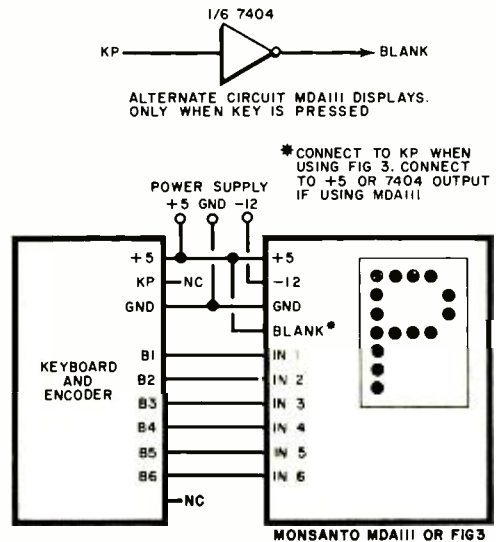 1/6 7404
KP BLANK
ALTERNATE CIRCUIT MDA111 DISPLAYS.
ONLY WHEN KEY IS PRESSED
*CONNECT TO KP WHEN
USING FIG 3. CONNECT
TO +5 OR 7404 OUTPUT
IF USING MDA111
POWER SUPPLY
+5 GND -12
+5 +5
KP NC -12
GND GND
BLANK*
B1 IN 1
B2 IN 2
B3 IN 3
B4 IN 4
B5 IN 5
B6 IN 6
NC
KEYBOARD
AND
ENCODER
P
MONSANTO MDA111 OR FIG3